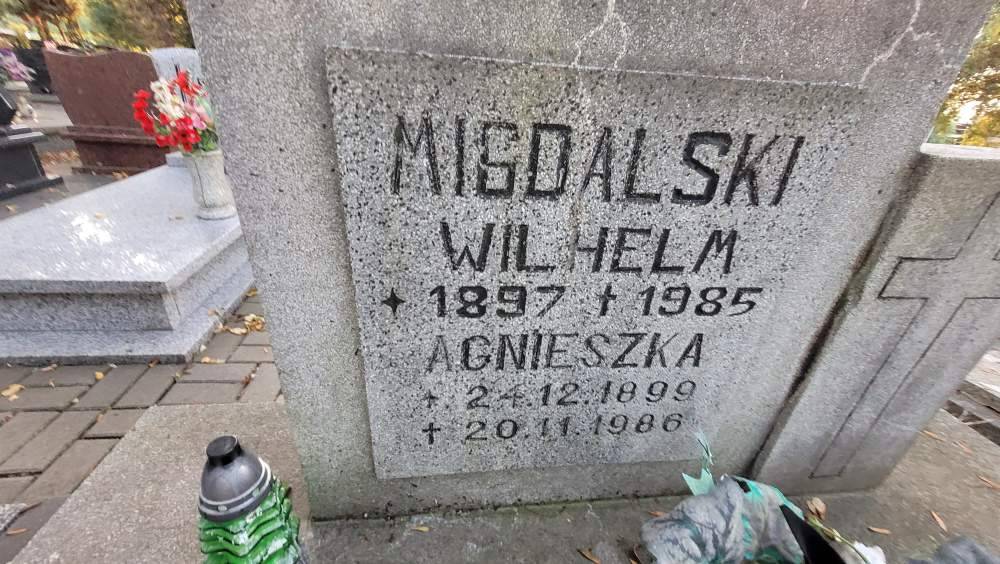 MIGDALSKI
WILHELM
✦ 1897 † 1985
AGNIESZKA
✦ 24.12.1899
† 20.11.1986